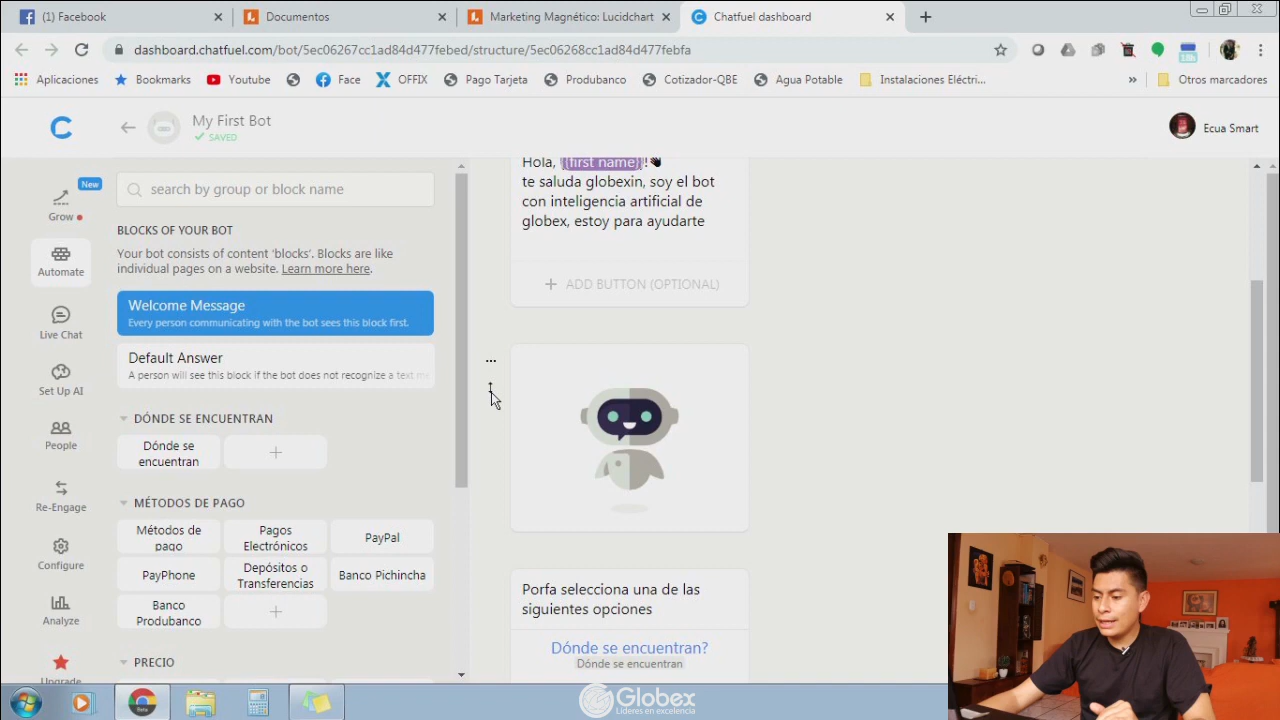 (1) Facebook
Documentos
Marketing Magnético: Lucidchart
Chatfuel dashboard
dashboard.chatfuel.com/bot/5ec06267cc1ad84d477febed/structure/5ec06268cc1ad84d477febfa
Aplicaciones
Bookmarks
Youtube
Face
OFFIX
Pago Tarjeta
Produbanco
Cotizador-QBE
Agua Potable
Instalaciones Eléctri...
»
Otros marcadores
My First Bot
SAVED
Ecua Smart
New
Grow
Automate
Live Chat
Set Up AI
People
Re-Engage
Configure
Analyze
Upgrade
search by group or block name
BLOCKS OF YOUR BOT
Your bot consists of content 'blocks'. Blocks are like
individual pages on a website. Learn more here.
Welcome Message
Every person communicating with the bot sees this block first.
Default Answer
A person will see this block if the bot does not recognize a text me
DÓNDE SE ENCUENTRAN
Dónde se
encuentran
MÉTODOS DE PAGO
Métodos de
pago
Pagos
Electrónicos
PayPal
PayPhone
Depósitos o
Transferencias
Banco Pichincha
Banco
Produbanco
PRECIO
Hola, {{first name}}!
te saluda globexin, soy el bot
con inteligencia artificial de
globex, estoy para ayudarte
+ ADD BUTTON (OPTIONAL)
Porfa selecciona una de las
siguientes opciones
Dónde se encuentran?
Dónde se encuentran
Globex
Líderes en excelencia